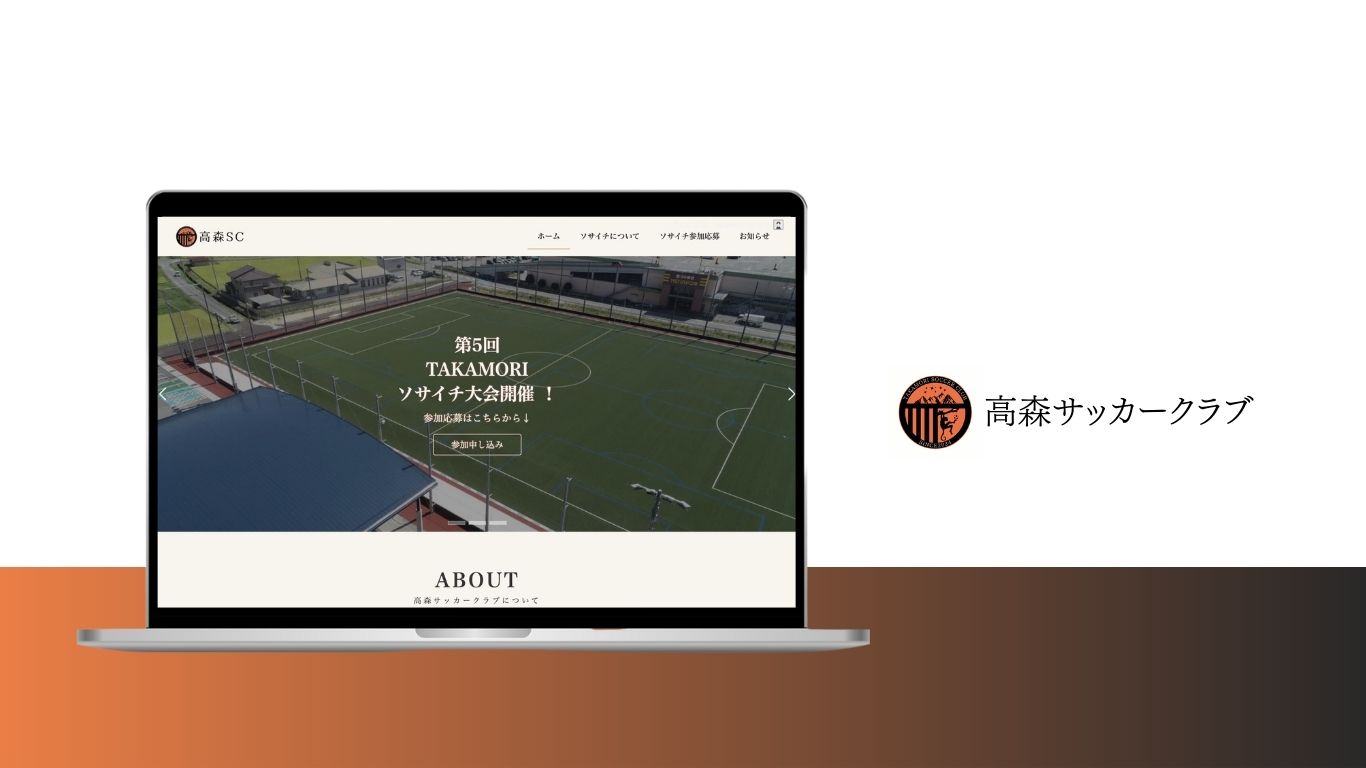 高森SC
ホーム ソサイチについて ソサイチ参加応募 お知らせ
第5回
TAKAMORI
ソサイチ大会開催 ！
参加応募はこちらから↓
参加申し込み
ABOUT
高森サッカークラブについて
TAKAMORI SOCCER CLUB
高森サッカークラブ